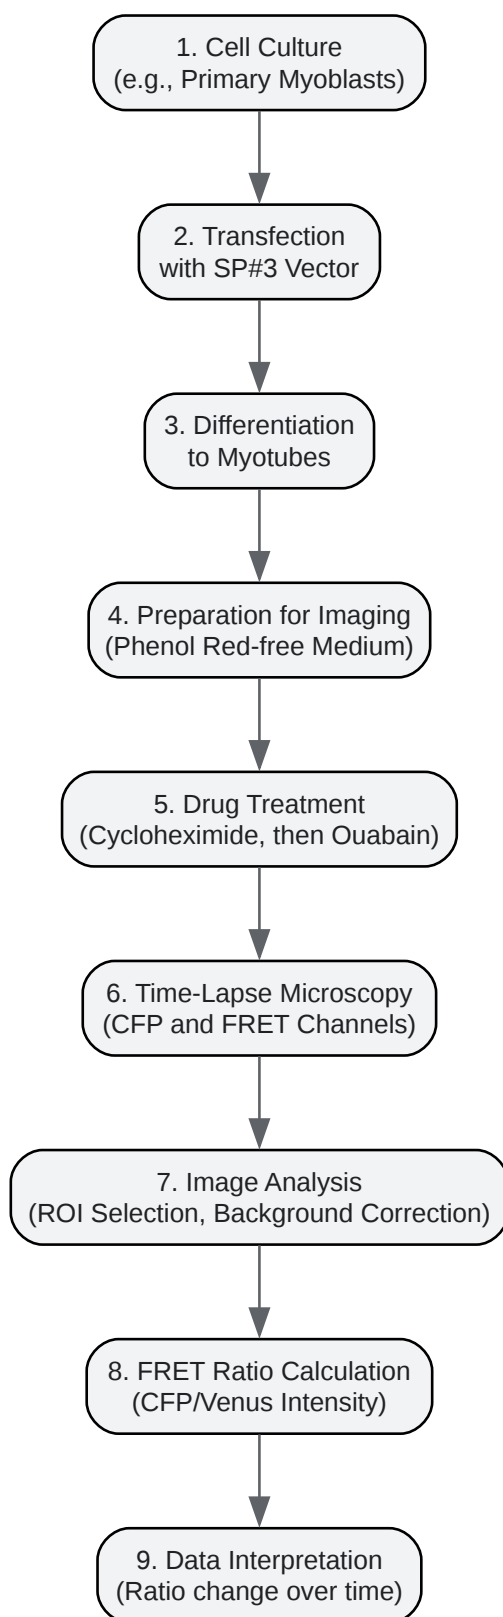 1. Cell Culture
(e.g., Primary Myoblasts)
2. Transfection
with SP#3 Vector
3. Differentiation
to Myotubes
4. Preparation for Imaging
(Phenol Red-free Medium)
5. Drug Treatment
(Cycloheximide, then Ouabain)
6. Time-Lapse Microscopy
(CFP and FRET Channels)
7. Image Analysis
(ROI Selection, Background Correction)
8. FRET Ratio Calculation
(CFP/Venus Intensity)
9. Data Interpretation
(Ratio change over time)